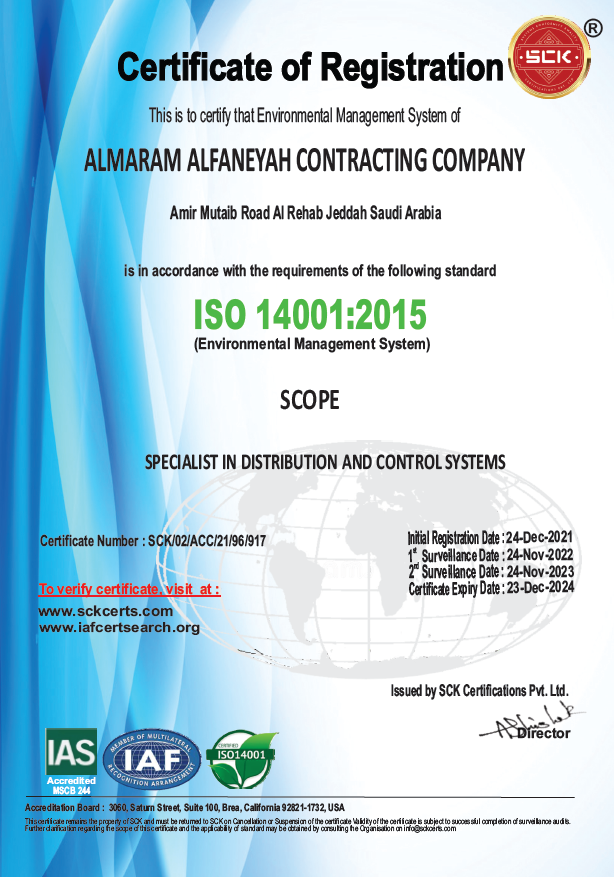 ®
SCK
Certificate of Registration
This is to certify that Environmental Management System of
ALMARAM ALFANEYAH CONTRACTING COMPANY
Amir Mutaib Road Al Rehab Jeddah Saudi Arabia
is in accordance with the requirements of the following standard
ISO 14001:2015
(Environmental Management System)
SCOPE
SPECIALIST IN DISTRIBUTION AND CONTROL SYSTEMS
Certificate Number : SCK/02/ACC/21/96/917
Initial Registration Date : 24-Dec-2021
1st Surveillance Date : 24-Nov-2022
2nd Surveillance Date : 24-Nov-2023
Certificate Expiry Date : 23-Dec-2024
To verify certificate, visit at :
www.sckcerts.com
www.iafcertsearch.org
Issued by SCK Certifications Pvt. Ltd.
Director
IAS
Accredited
MSCB 244
MEMBER OF MULTILATERAL
IAF
RECOGNITION ARRANGEMENT
CERTIFIED
ISO14001
Accreditation Board : 3060, Saturn Street, Suite 100, Brea, California 92821-1732, USA
This certificate remains the property of SCK and must be returned to SCK on Cancellation or Suspension of the certificate Validity of the certificate is subject to successful completion of surveillance audits.
Further clarification regarding the scope of this certificate and the applicability of standard may be obtained by consulting the Organisation on info@sckcerts.com